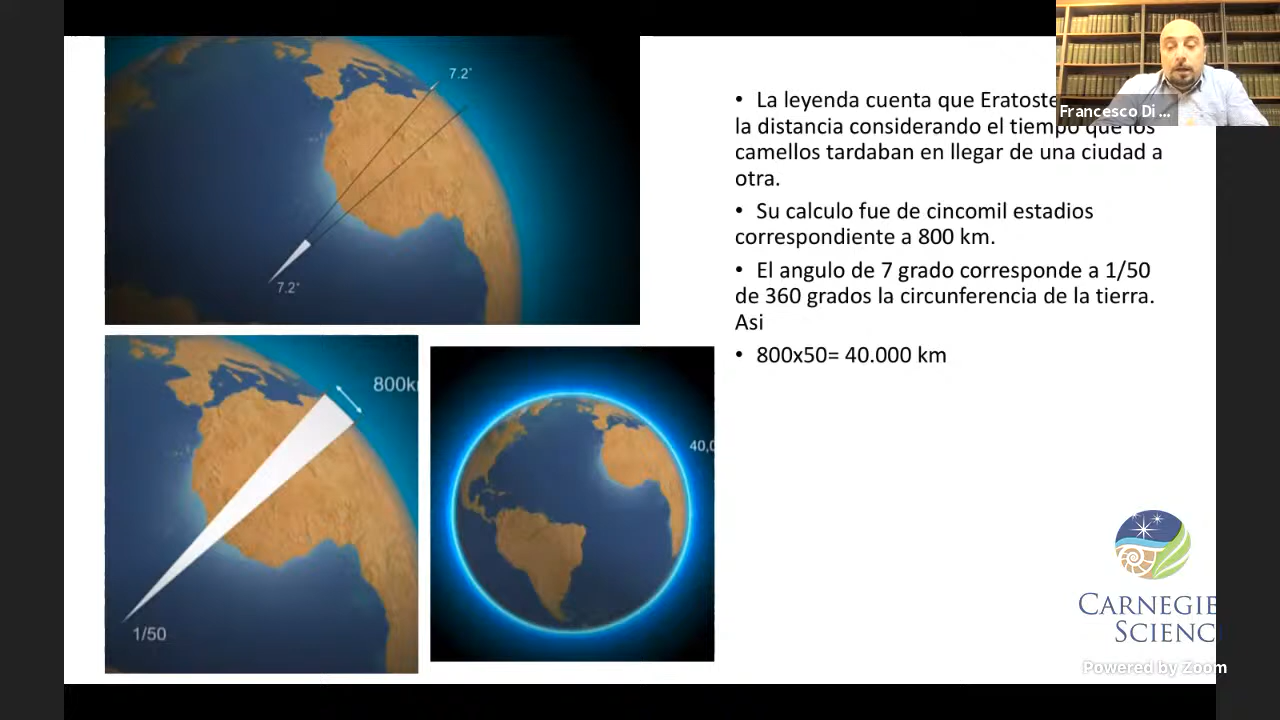 7.2°
7.2°
800k
1/50
40,0
• La leyenda cuenta que
la distancia considerando el tiempo que los
camellos tardaban en llegar de una ciudad a
otra.
• Su calculo fue de cincomil estadios
correspondiente a 800 km.
• El angulo de 7 grado corresponde a 1/50
de 360 grados la circunferencia de la tierra.
Asi
• 800x50= 40.000 km
Francesco Di ...
CARNEGIE
SCIENC
Powered by Zoom